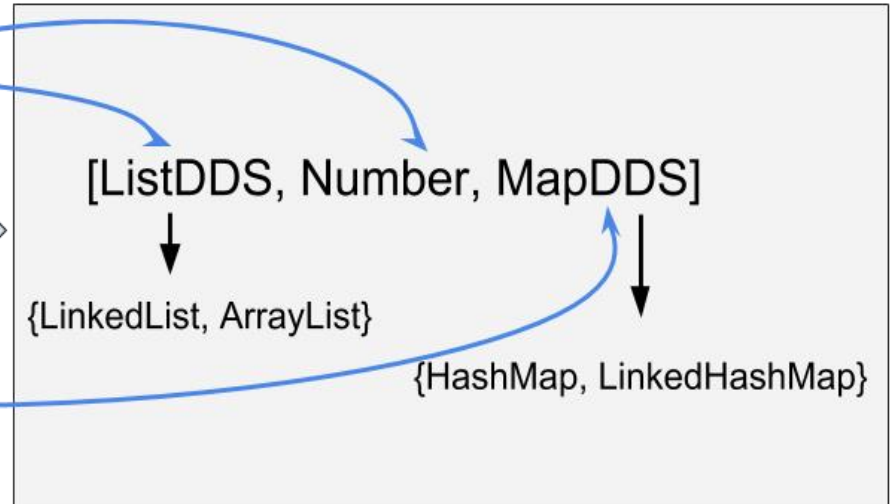 [ListDDS, Number, MapDDS]
{LinkedList, ArrayList}
{HashMap, LinkedHashMap}